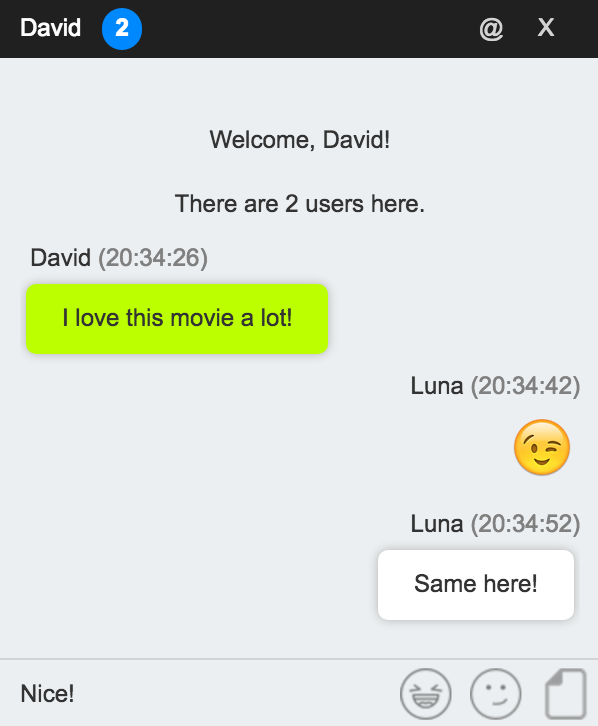 David 2 @ X
Welcome, David!
There are 2 users here.
David (20:34:26)
I love this movie a lot!
Luna (20:34:42)
Luna (20:34:52)
Same here!
Nice!